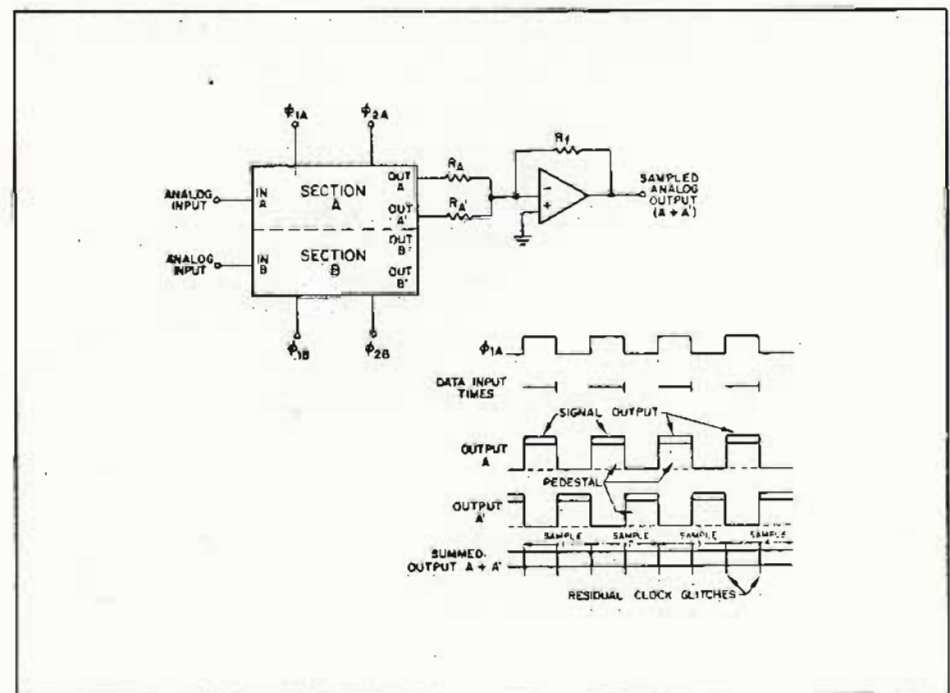 ϕ1A
ϕ2A
ANALOG
INPUT
IN
A
SECTION
A
OUT
A
OUT
A'
RA
RA'
Rf
−
+
SAMPLED
ANALOG
OUTPUT
(A + A')
ANALOG
INPUT
IN
B
SECTION
B
OUT
B'
OUT
B'
ϕ1B
ϕ2B
ϕ1A
DATA INPUT
TIMES
SIGNAL OUTPUT
OUTPUT
A
PEDESTAL
OUTPUT
A'
SAMPLE
SAMPLE
SAMPLE
SAMPLE
SUMMED
OUTPUT A + A'
RESIDUAL CLOCK GLITCHES